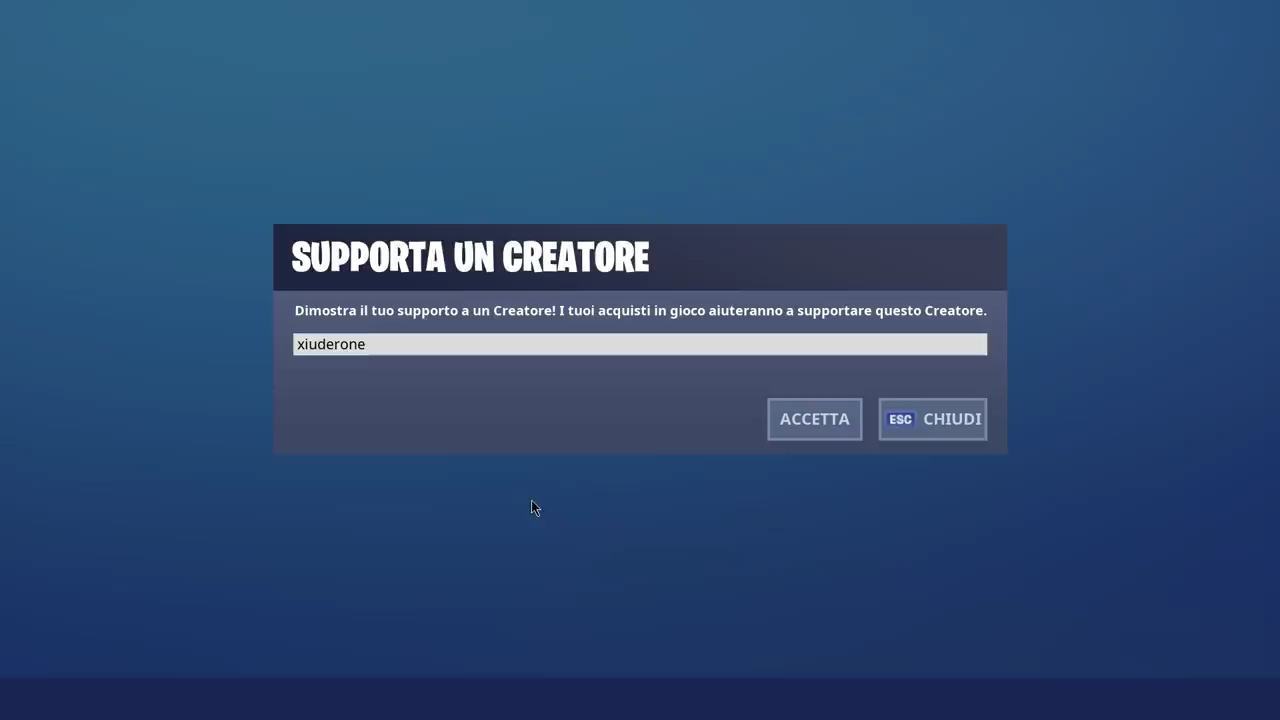 SUPPORTA UN CREATORE
Dimostra il tuo supporto a un Creatore! I tuoi acquisti in gioco aiuteranno a supportare questo Creatore.
xiuderone
ACCETTA
ESC CHIUDI